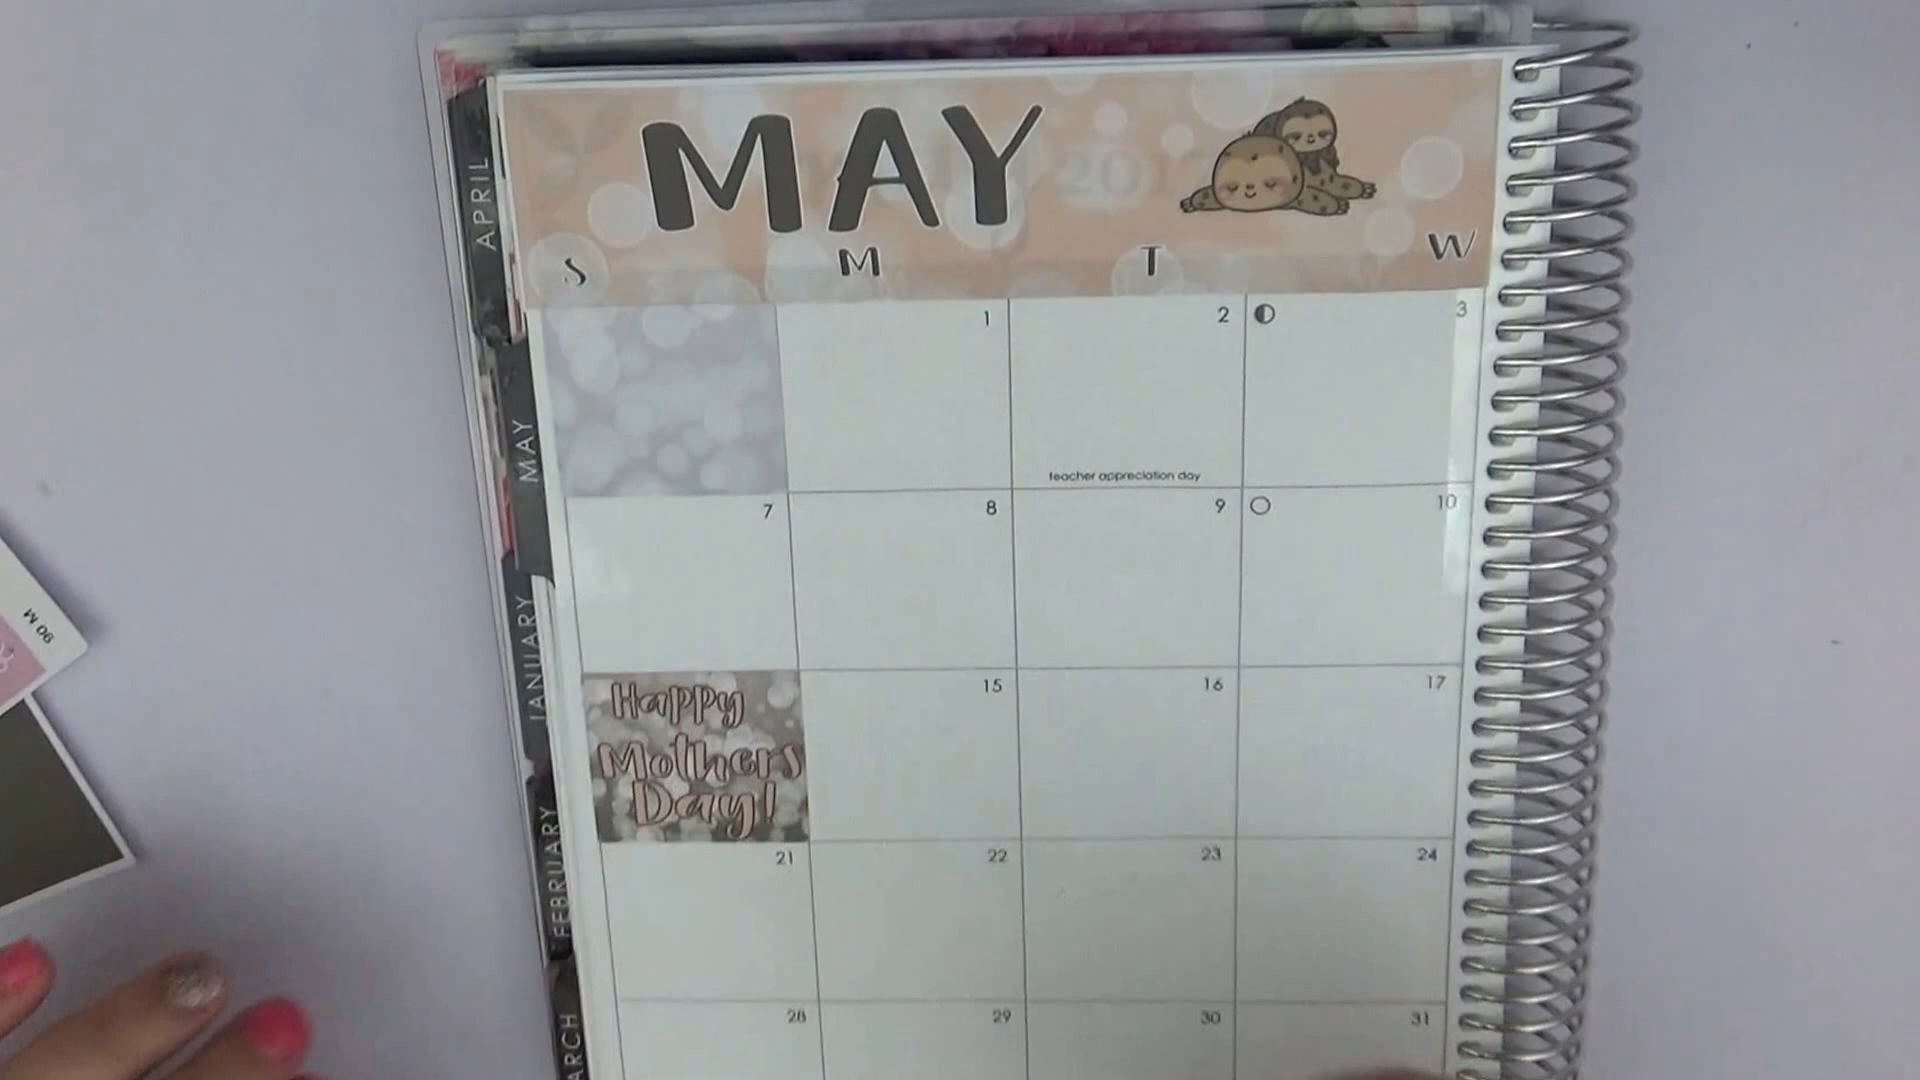 MAY
S M T W
1 2 3
teacher appreciation day
7 8 9 10
Happy
Mothers
Day!
15 16 17
21 22 23 24
28 29 30 31
APRIL
MAY
JANUARY
FEBRUARY
ARCH
90 M